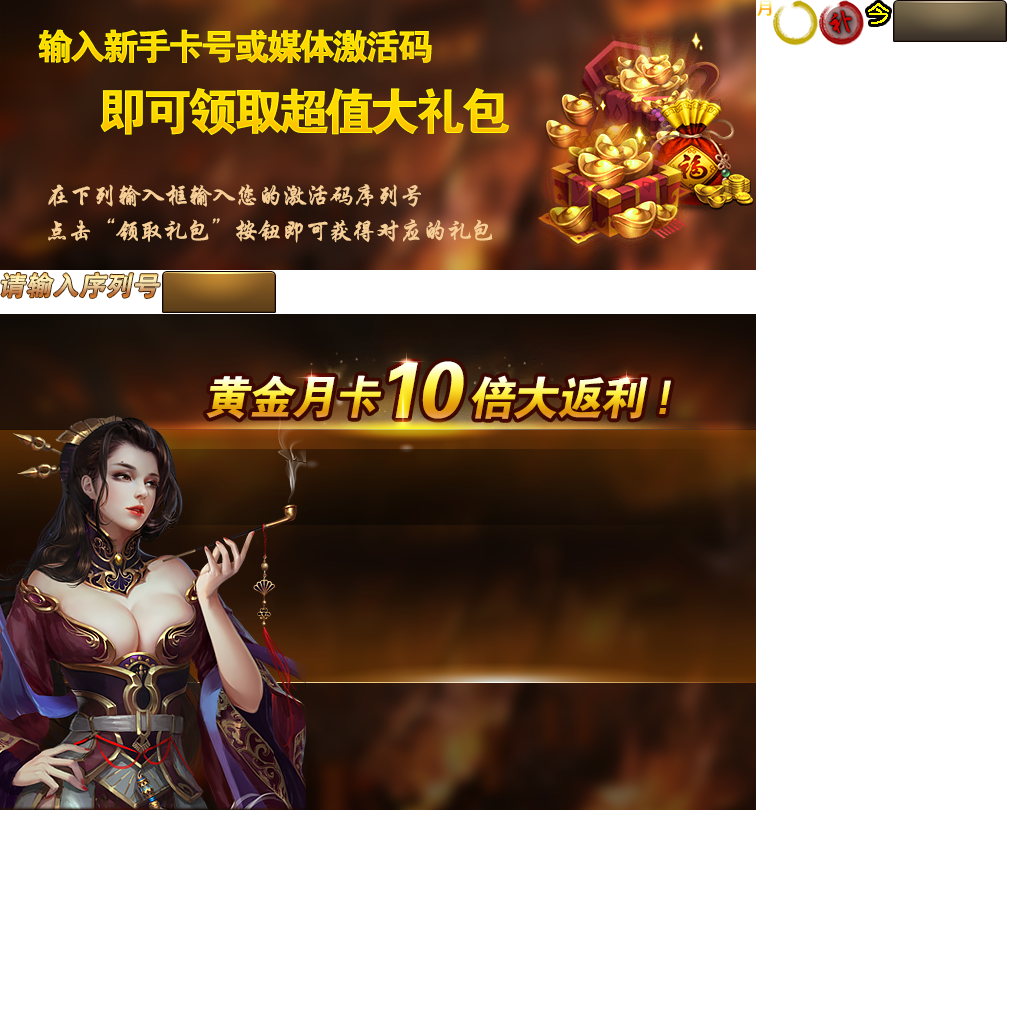 输入新手卡号或媒体激活码
即可领取超值大礼包
在下列输入框输入您的激活码序列号
点击“领取礼包”按钮即可获得对应的礼包
福
月
补
今
请输入序列号
黄金月卡10倍大返利！